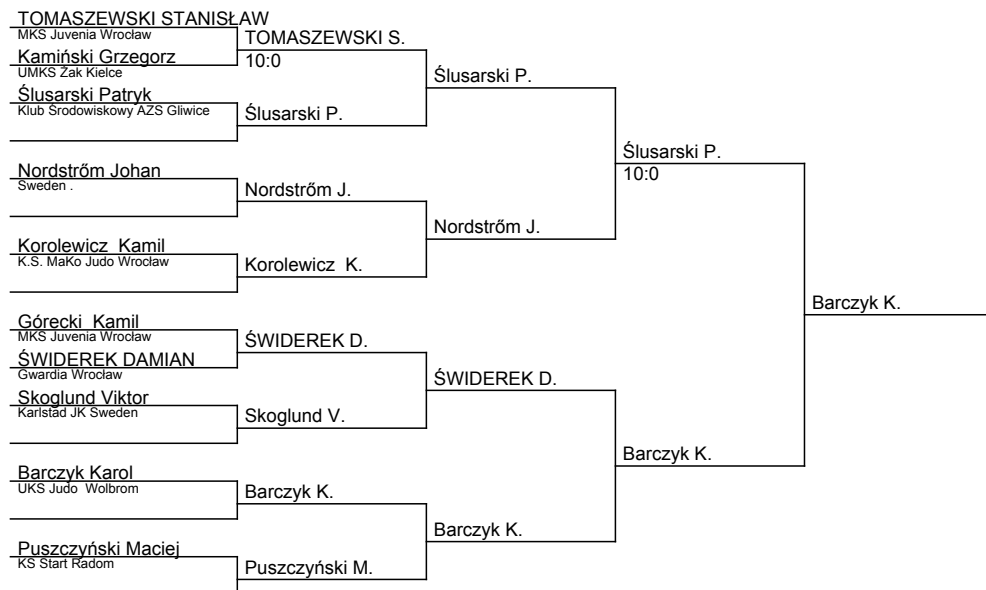 TOMASZEWSKI STANISŁAW
MKS Juvenia Wrocław
Kamiński Grzegorz
UMKS Żak Kielce
Ślusarski Patryk
Klub Środowiskowy AZS Gliwice
Nordstrőm Johan
Sweden .
Korolewicz  Kamil
K.S. MaKo Judo Wrocław
Górecki  Kamil
MKS Juvenia Wrocław
ŚWIDEREK DAMIAN
Gwardia Wrocław
Skoglund Viktor
Karlstad JK Sweden
Barczyk Karol
UKS Judo  Wolbrom
Puszczyński Maciej
KS Start Radom
TOMASZEWSKI S.
10:0
Ślusarski P.
Nordstrőm J.
Korolewicz  K.
ŚWIDEREK D.
Skoglund V.
Barczyk K.
Puszczyński M.
Ślusarski P.
Nordstrőm J.
ŚWIDEREK D.
Barczyk K.
Ślusarski P.
10:0
Barczyk K.
Barczyk K.